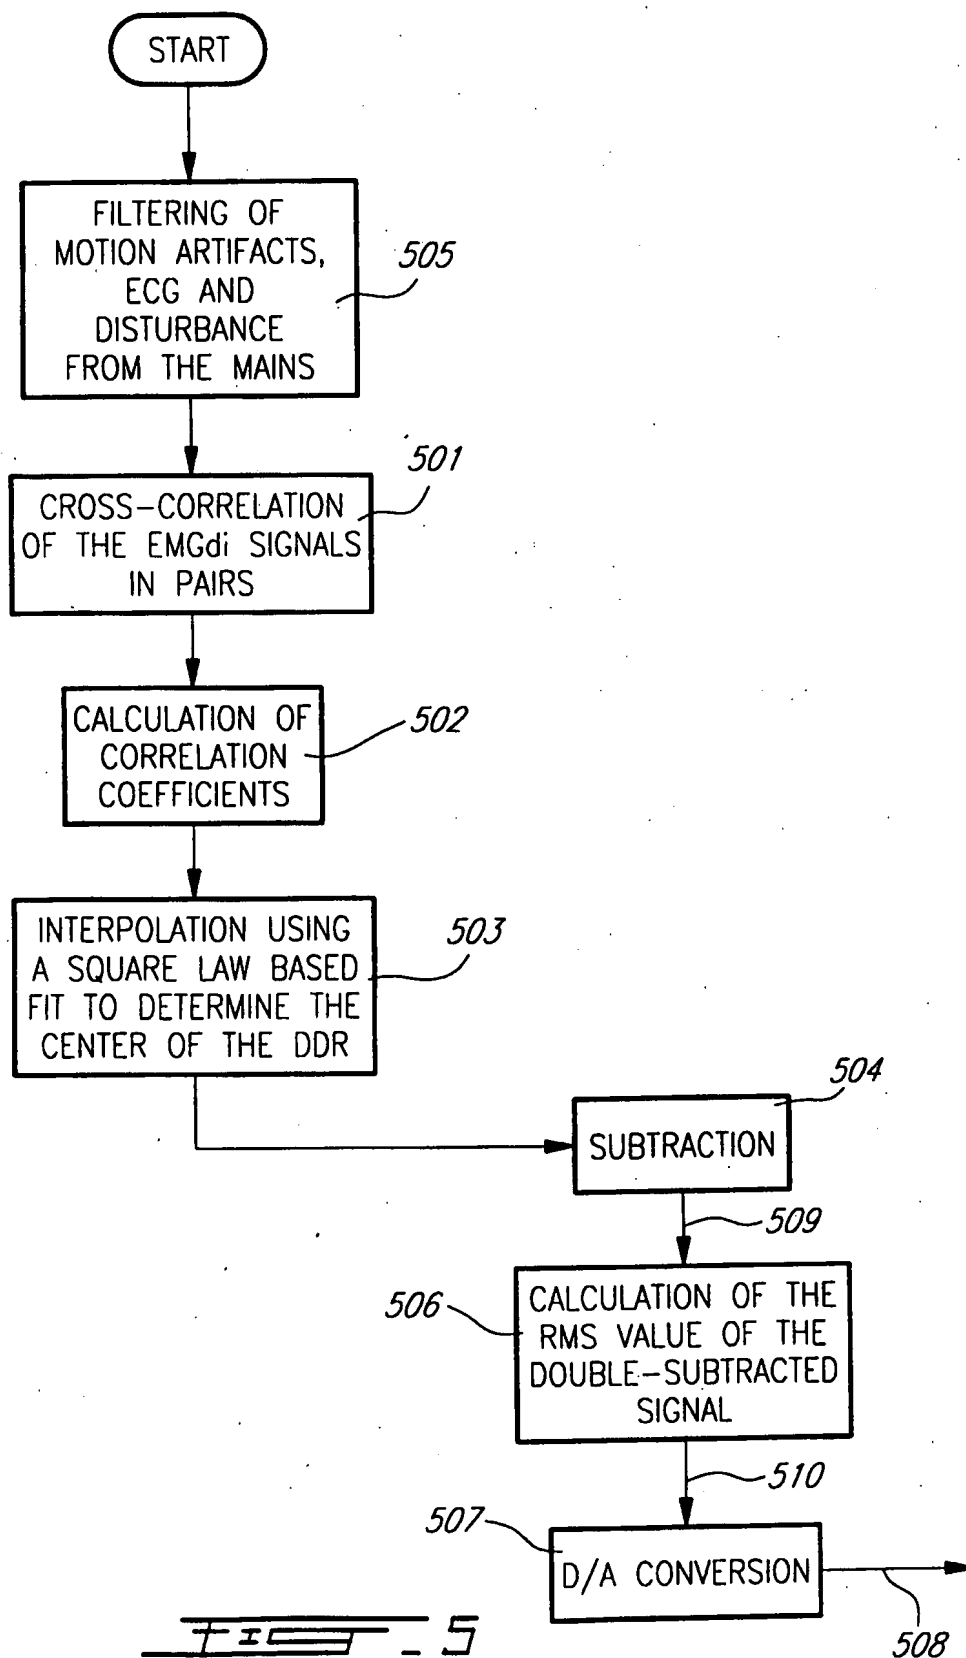 START
FILTERING OF
MOTION ARTIFACTS,
ECG AND
DISTURBANCE
FROM THE MAINS
505
501
CROSS-CORRELATION
OF THE EMGdi SIGNALS
IN PAIRS
CALCULATION OF
CORRELATION
COEFFICIENTS
502
INTERPOLATION USING
A SQUARE LAW BASED
FIT TO DETERMINE THE
CENTER OF THE DDR
503
504
SUBTRACTION
509
506
CALCULATION OF THE
RMS VALUE OF THE
DOUBLE-SUBTRACTED
SIGNAL
510
507
D/A CONVERSION
508
FIG_5